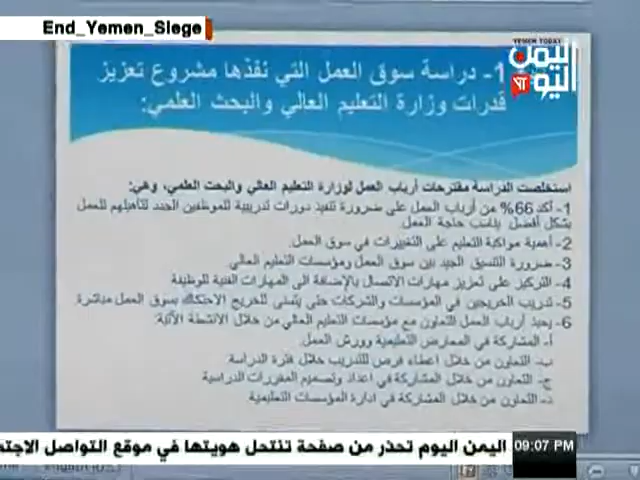 End_Yemen_Siege
YEMEN TODAY
اليمن
اليوم
1- دراسة سوق العمل التي نفذها مشروع تعزيز
قدرات وزارة التعليم العالي والبحث العلمي:
استخلصت الدراسة مقترحات أرباب العمل لوزارة التعليم العالي والبحث العلمي، وهي:
1- أكد 66% من أرباب العمل على ضرورة تنفيذ دورات تدريبية للموظفين الجدد لتأهيلهم للعمل
بشكل أفضل يناسب حاجة العمل.
2- أهمية مواكبة التعليم على التغييرات في سوق العمل.
3- ضرورة التنسيق الجيد بين سوق العمل ومؤسسات التعليم العالي.
4- التركيز على تعزيز مهارات الاتصال بالإضافة الى المهارات الفنية للوظيفة
5- تدريب الخريجين في المؤسسات والشركات حتى يتسنى للخريج الاحتكاك بسوق العمل مباشرة.
6- يحبذ أرباب العمل التعاون مع مؤسسات التعليم العالي من خلال الأنشطة الآتية:
أ- المشاركة في المعارض التعليمية وورش العمل.
ب- التعاون من خلال اعطاء فرص للتدريب خلال فترة الدراسة
ج- التعاون من خلال المشاركة في اعداد وتصميم المقررات الدراسية
د- التعاون من خلال المشاركة في ادارة المؤسسات التعليمية
اليمن اليوم تحذر من صفحة تنتحل هويتها في موقع التواصل الاجتم
09:07 PM